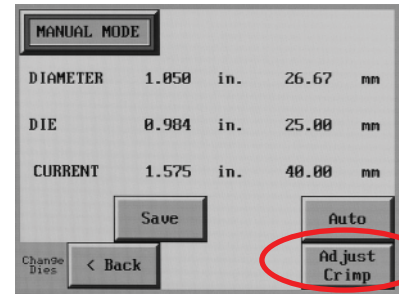 MANUAL MODE
DIAMETER 1.050 in. 26.67 mm
DIE 0.984 in. 25.00 mm
CURRENT 1.575 in. 40.00 mm
Save Auto
Change
Dies
< Back
Adjust
Crimp